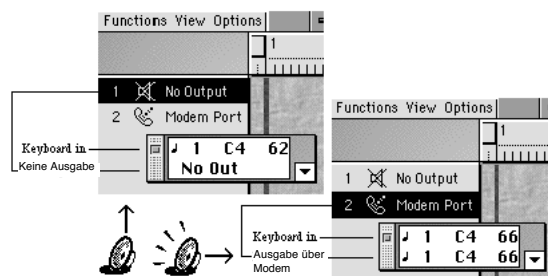 Functions View Options
1
1 No Output
2 Modem Port
Keyboard in
Keine Ausgabe
1 C4 62
No Out
Functions View Options
1
1 No Output
2 Modem Port
Keyboard in
Ausgabe über
Modem
1 C4 66
1 C4 66